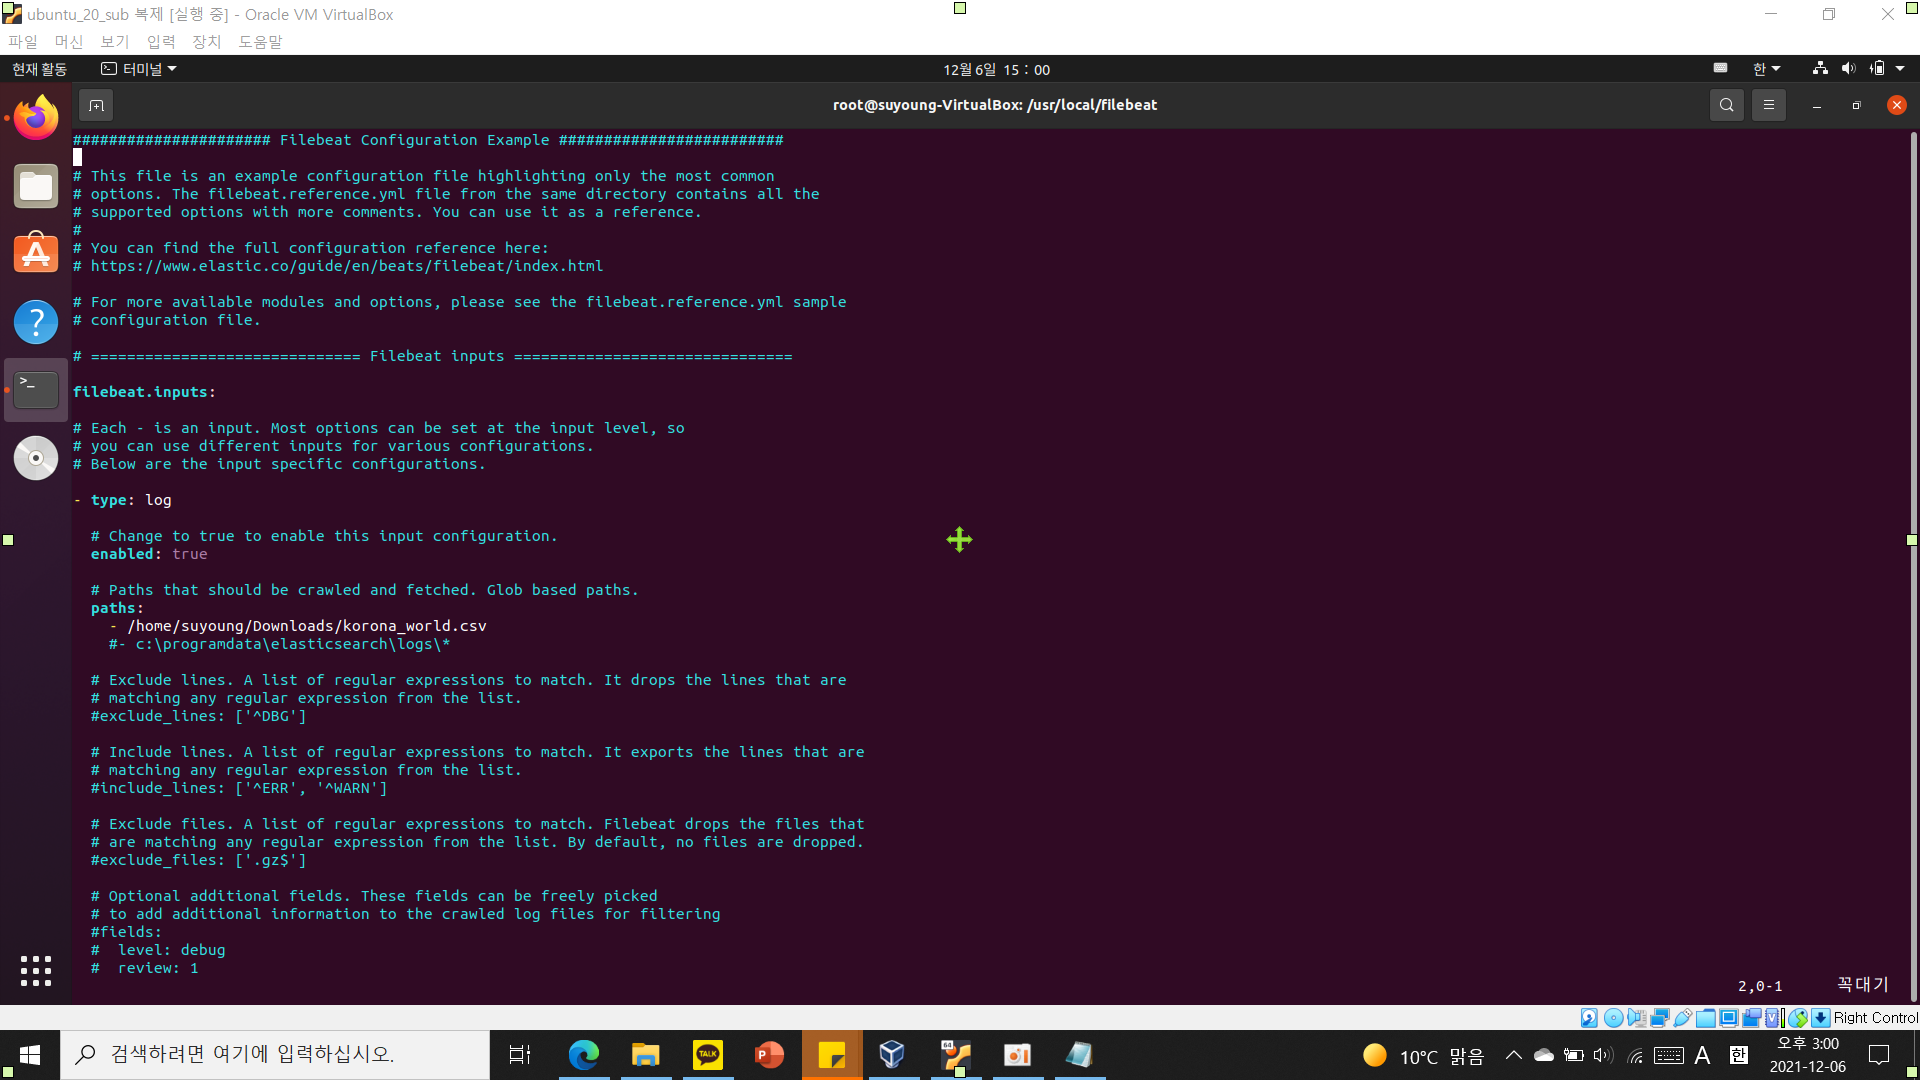 ubuntu_20_sub 복제 [실행 중] - Oracle VM VirtualBox
파일 머신 보기 입력 장치 도움말
현재 활동 터미널 12월 6일 15 : 00 한
root@suyoung-VirtualBox: /usr/local/filebeat
###################### Filebeat Configuration Example #########################
# This file is an example configuration file highlighting only the most common
# options. The filebeat.reference.yml file from the same directory contains all the
# supported options with more comments. You can use it as a reference.
#
# You can find the full configuration reference here:
# https://www.elastic.co/guide/en/beats/filebeat/index.html
# For more available modules and options, please see the filebeat.reference.yml sample
# configuration file.
# ============================== Filebeat inputs ===============================
filebeat.inputs:
# Each - is an input. Most options can be set at the input level, so
# you can use different inputs for various configurations.
# Below are the input specific configurations.
- type: log
# Change to true to enable this input configuration.
enabled: true
# Paths that should be crawled and fetched. Glob based paths.
paths:
- /home/suyoung/Downloads/korona_world.csv
#- c:\programdata\elasticsearch\logs\*
# Exclude lines. A list of regular expressions to match. It drops the lines that are
# matching any regular expression from the list.
#exclude_lines: ['^DBG']
# Include lines. A list of regular expressions to match. It exports the lines that are
# matching any regular expression from the list.
#include_lines: ['^ERR', '^WARN']
# Exclude files. A list of regular expressions to match. Filebeat drops the files that
# are matching any regular expression from the list. By default, no files are dropped.
#exclude_files: ['.gz$']
# Optional additional fields. These fields can be freely picked
# to add additional information to the crawled log files for filtering
#fields:
#  level: debug
#  review: 1
2,0-1 꼭대기
Right Control
검색하려면 여기에 입력하십시오.
TALK
P
64
10°C 맑음
A 한
오후 3:00
2021-12-06